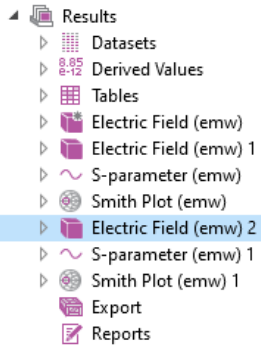 Results
Datasets
8.85
e-12 Derived Values
Tables
Electric Field (emw)
Electric Field (emw) 1
S-parameter (emw)
Smith Plot (emw)
Electric Field (emw) 2
S-parameter (emw) 1
Smith Plot (emw) 1
Export
Reports